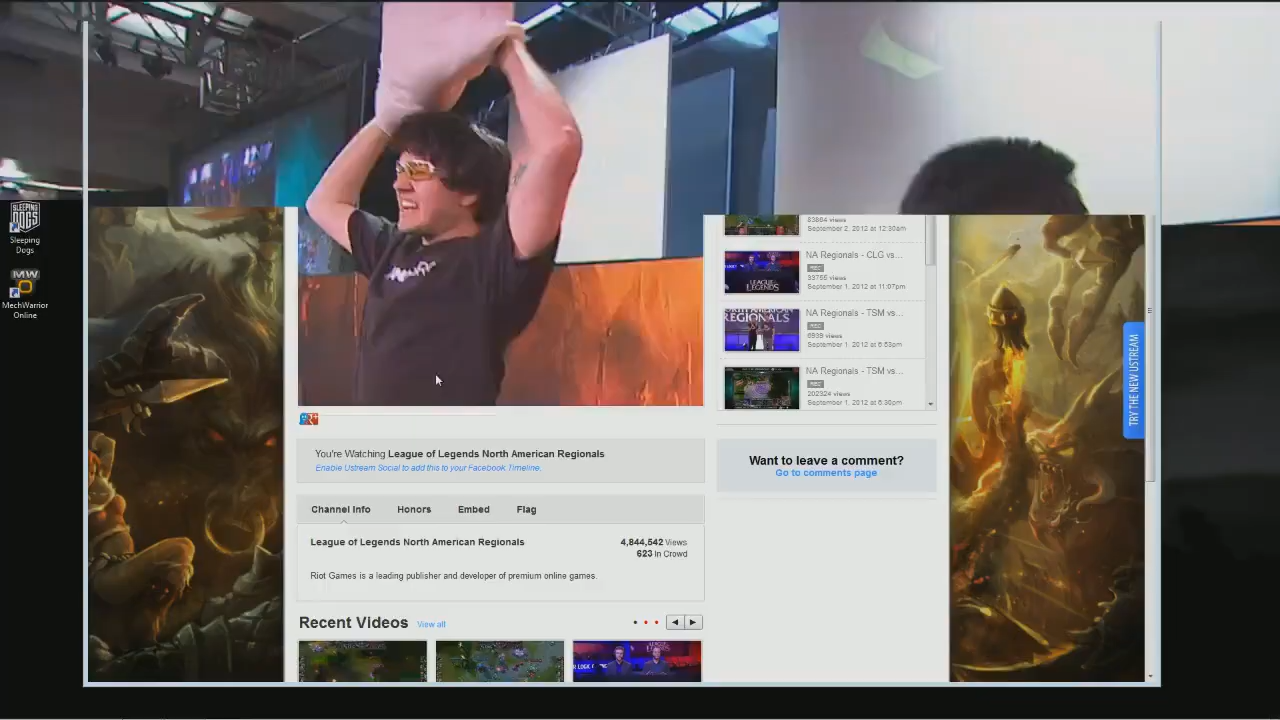 SLEEPING
DOGS
Sleeping
Dogs
MW
MechWarrior
Online
83884 views
September 2, 2012 at 12:30am
NA Regionals - CLG vs...
33755 views
September 1, 2012 at 11:07pm
NA Regionals - TSM vs...
6939 views
September 1, 2012 at 6:53pm
NA Regionals - TSM vs...
202324 views
September 1, 2012 at 6:36pm
TRY THE NEW USTREAM
You're Watching League of Legends North American Regionals
Enable Ustream Social to add this to your Facebook Timeline.
Want to leave a comment?
Go to comments page
Channel Info Honors Embed Flag
League of Legends North American Regionals
4,844,542 Views
623 In Crowd
Riot Games is a leading publisher and developer of premium online games.
Recent Videos View all